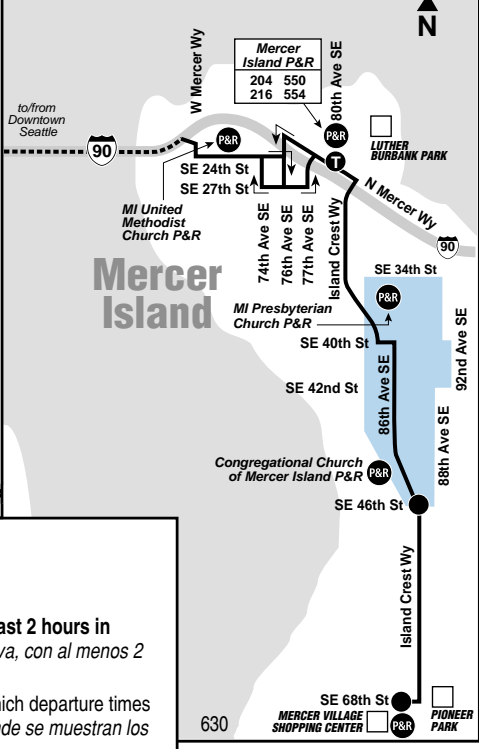 N
W Mercer Wy
Mercer
Island P&R
204 550
216 554
80th Ave SE
to/from
Downtown
Seattle
90
P&R
P&R
T
LUTHER
BURBANK PARK
SE 24th St
SE 27th St
MI United
Methodist
Church P&R
74th Ave SE
76th Ave SE
77th Ave SE
Island Crest Wy
N Mercer Wy
90
Mercer
Island
SE 34th St
P&R
MI Presbyterian
Church P&R
SE 40th St
92nd Ave SE
SE 42nd St
86th Ave SE
88th Ave SE
Congregational Church
of Mercer Island P&R
P&R
SE 46th St
Island Crest Wy
ast 2 hours in
va, con al menos 2
hich departure times
nde se muestran los
630
SE 68th St
MERCER VILLAGE
SHOPPING CENTER
P&R
PIONEER
PARK